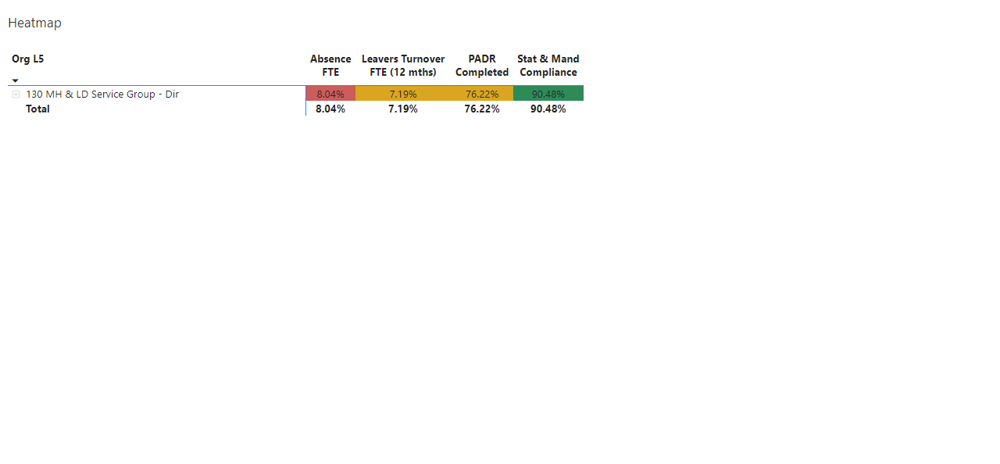 Heatmap
Org L5 Absence FTE Leavers Turnover FTE (12 mths) PADR Completed Stat & Mand Compliance
130 MH & LD Service Group - Dir 8.04% 7.19% 76.22% 90.48%
Total 8.04% 7.19% 76.22% 90.48%